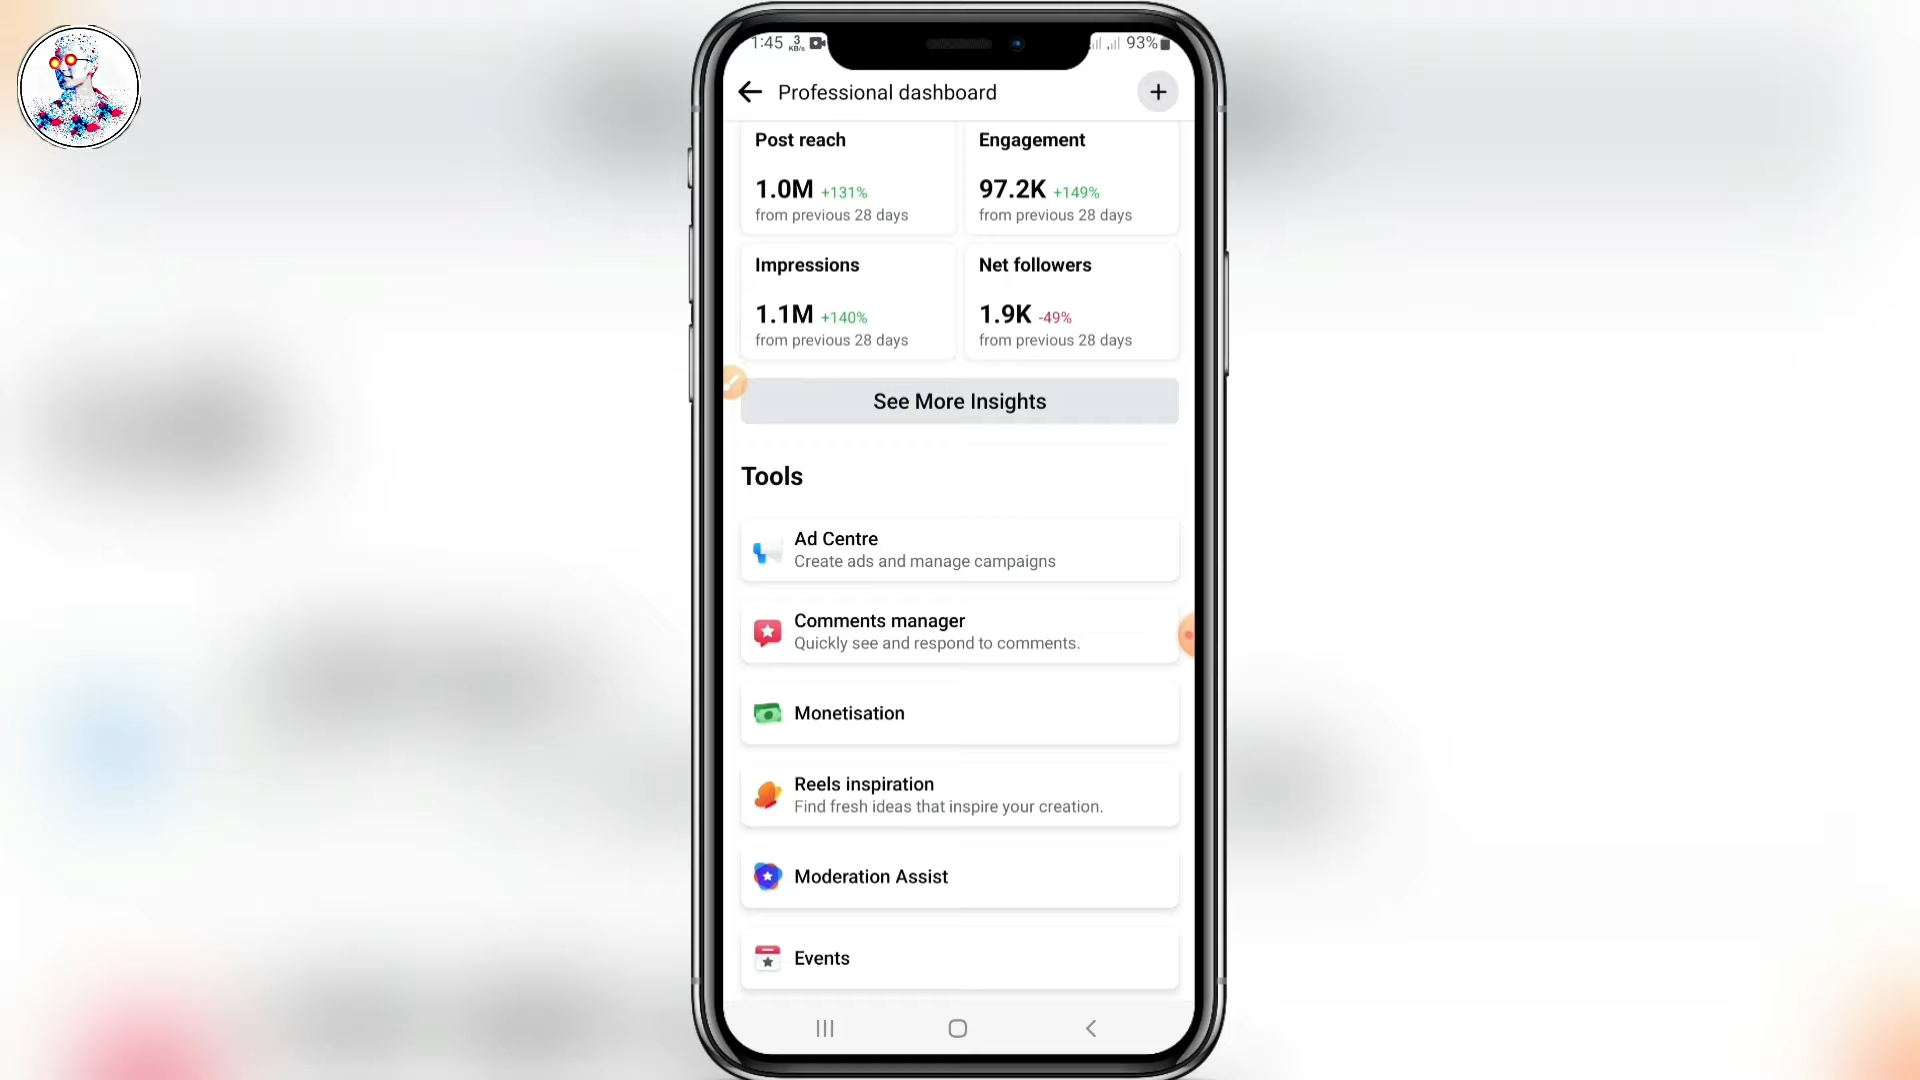 1:45 3 KB/s 93%
Professional dashboard
Post reach
Engagement
1.0M +131%
97.2K +149%
from previous 28 days
from previous 28 days
Impressions
Net followers
1.1M +140%
1.9K -49%
from previous 28 days
from previous 28 days
See More Insights
Tools
Ad Centre
Create ads and manage campaigns
Comments manager
Quickly see and respond to comments.
Monetisation
Reels inspiration
Find fresh ideas that inspire your creation.
Moderation Assist
Events